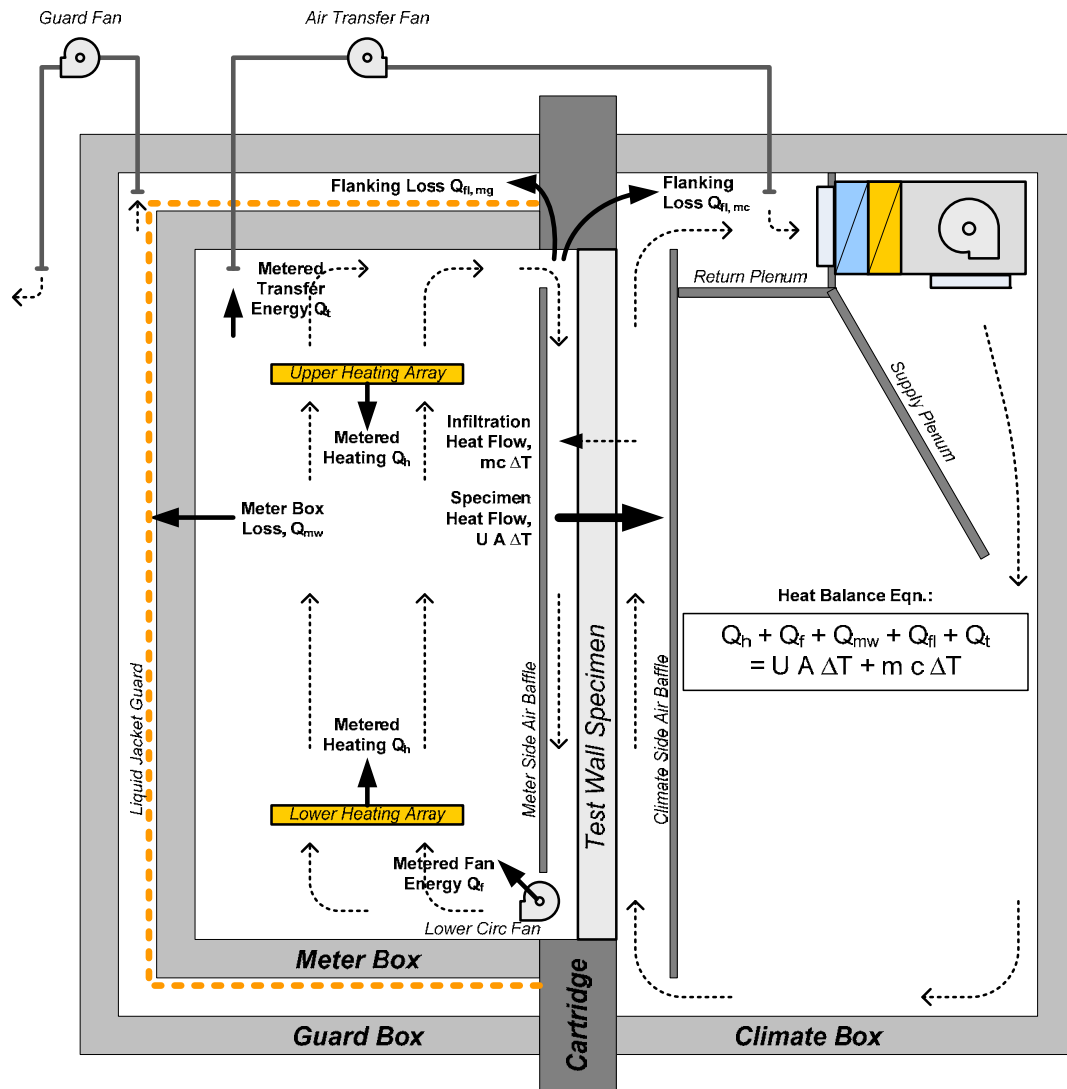 Guard Fan
Air Transfer Fan
Flanking Loss Qfl, mg
Flanking
Loss Qfl, mc
Metered
Transfer
Energy Qt
Return Plenum
Upper Heating Array
Supply Plenum
Metered
Heating Qh
Infiltration
Heat Flow,
mc ΔT
Meter Box
Loss, Qmw
Specimen
Heat Flow,
U A ΔT
Heat Balance Eqn.:
Qh + Qf + Qmw + Qfl + Qt
= U A ΔT + m c ΔT
Liquid Jacket Guard
Meter Side Air Baffle
Test Wall Specimen
Climate Side Air Baffle
Metered
Heating Qh
Lower Heating Array
Metered Fan
Energy Qf
Lower Circ Fan
Meter Box
Cartridge
Guard Box
Climate Box